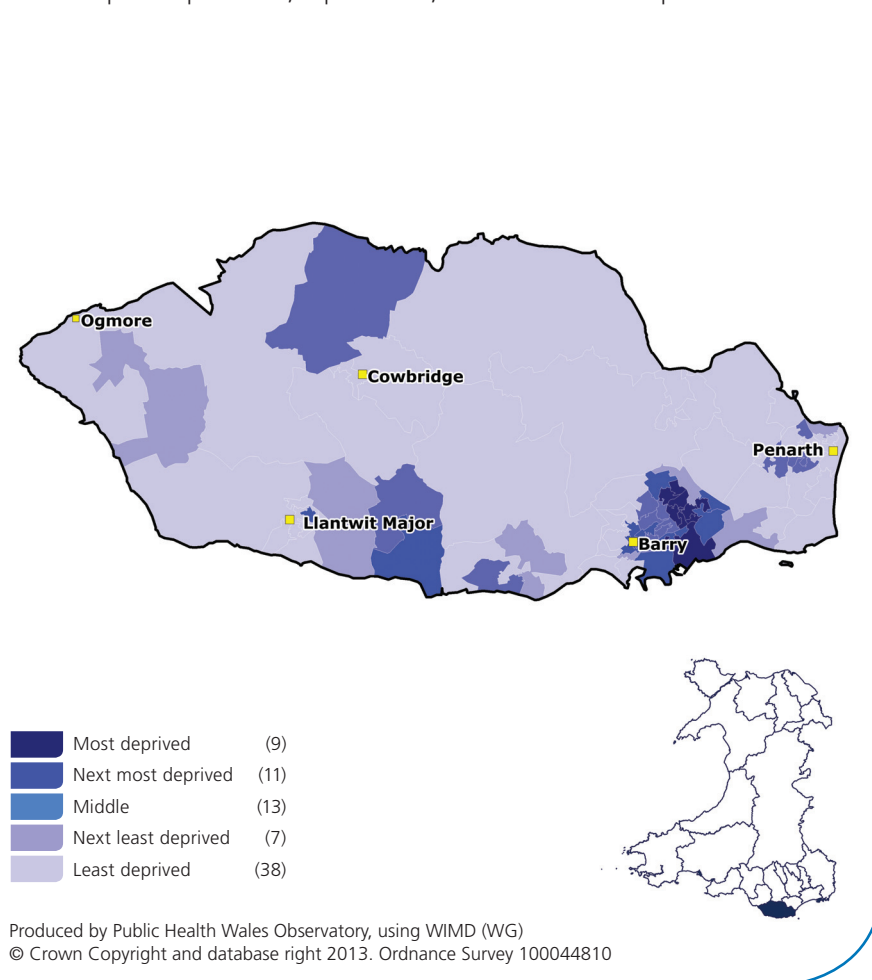 Ogmore
Cowbridge
Penarth
Llantwit Major
Barry
Most deprived (9)
Next most deprived (11)
Middle (13)
Next least deprived (7)
Least deprived (38)
Produced by Public Health Wales Observatory, using WIMD (WG)
© Crown Copyright and database right 2013. Ordnance Survey 100044810